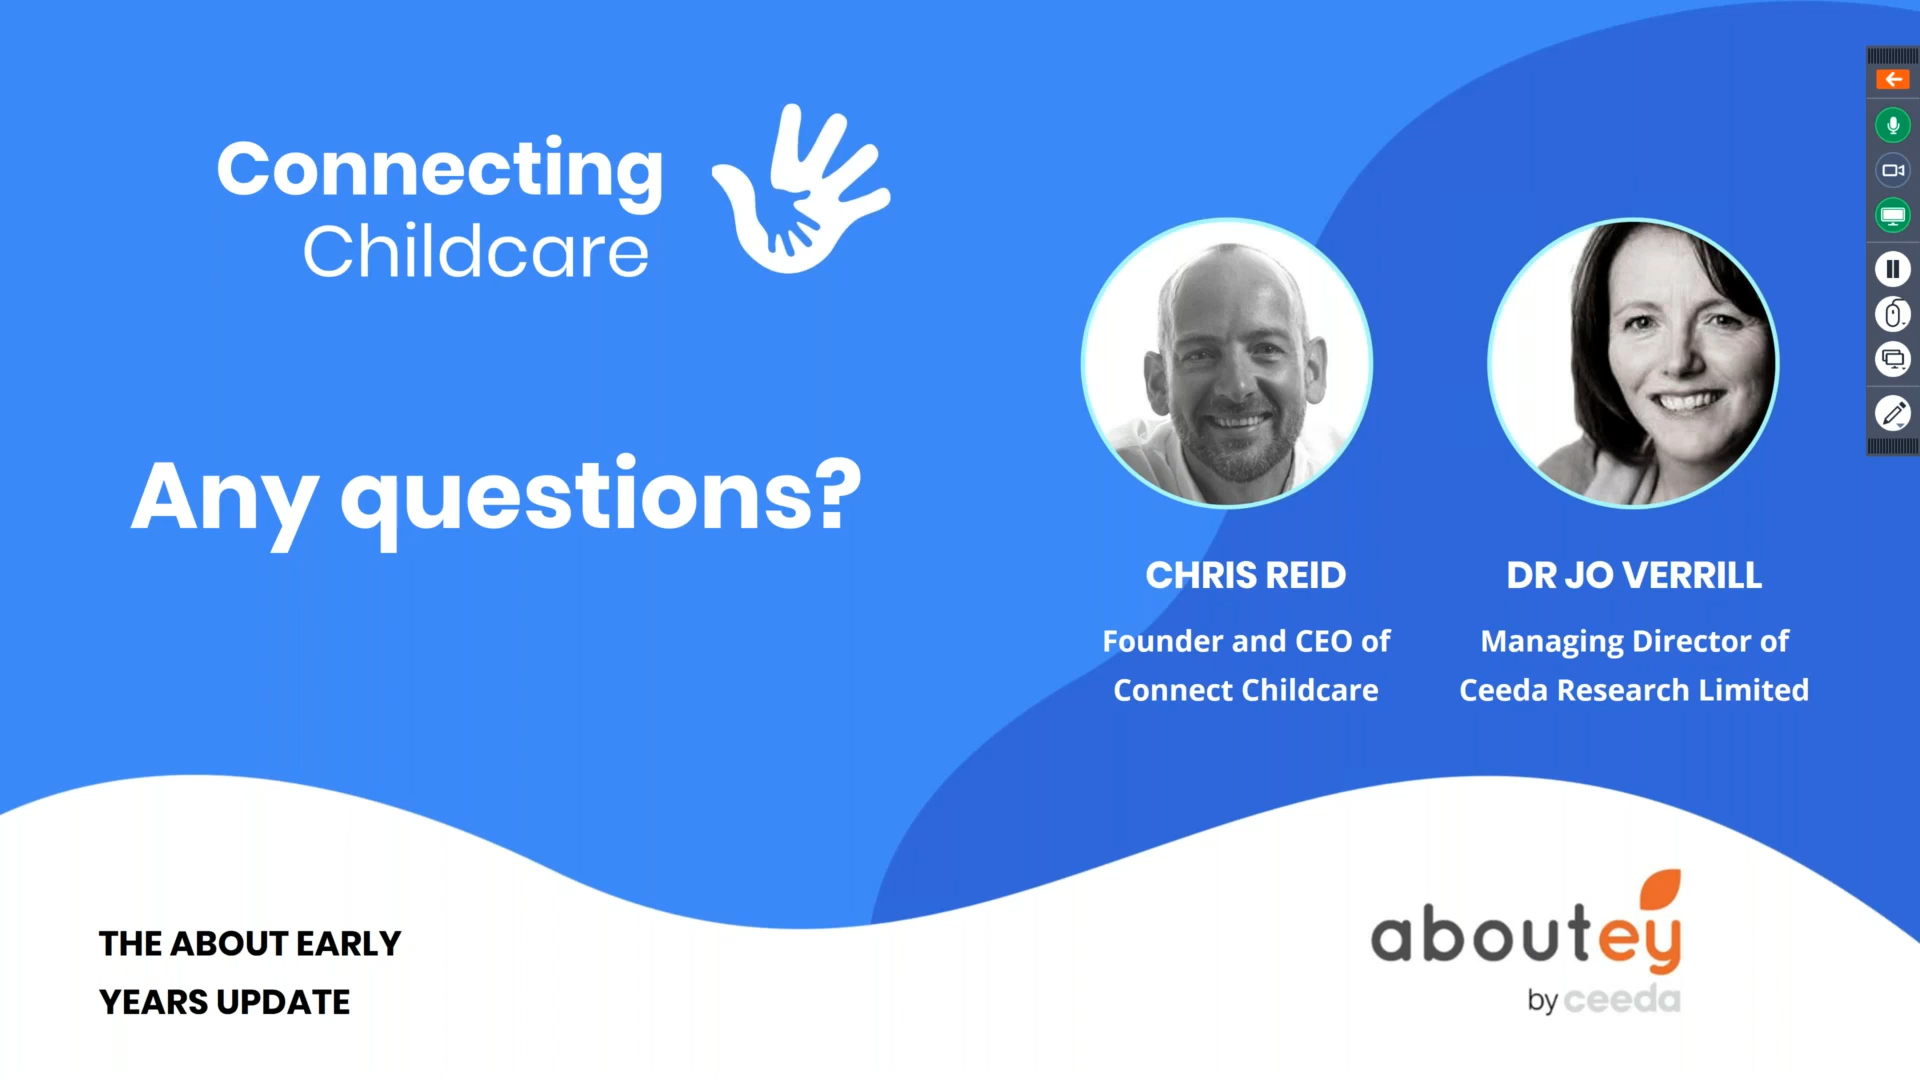 Connecting
Childcare
Any questions?
CHRIS REID
Founder and CEO of
Connect Childcare
DR JO VERRILL
Managing Director of
Ceeda Research Limited
THE ABOUT EARLY
YEARS UPDATE
aboutey
by ceeda